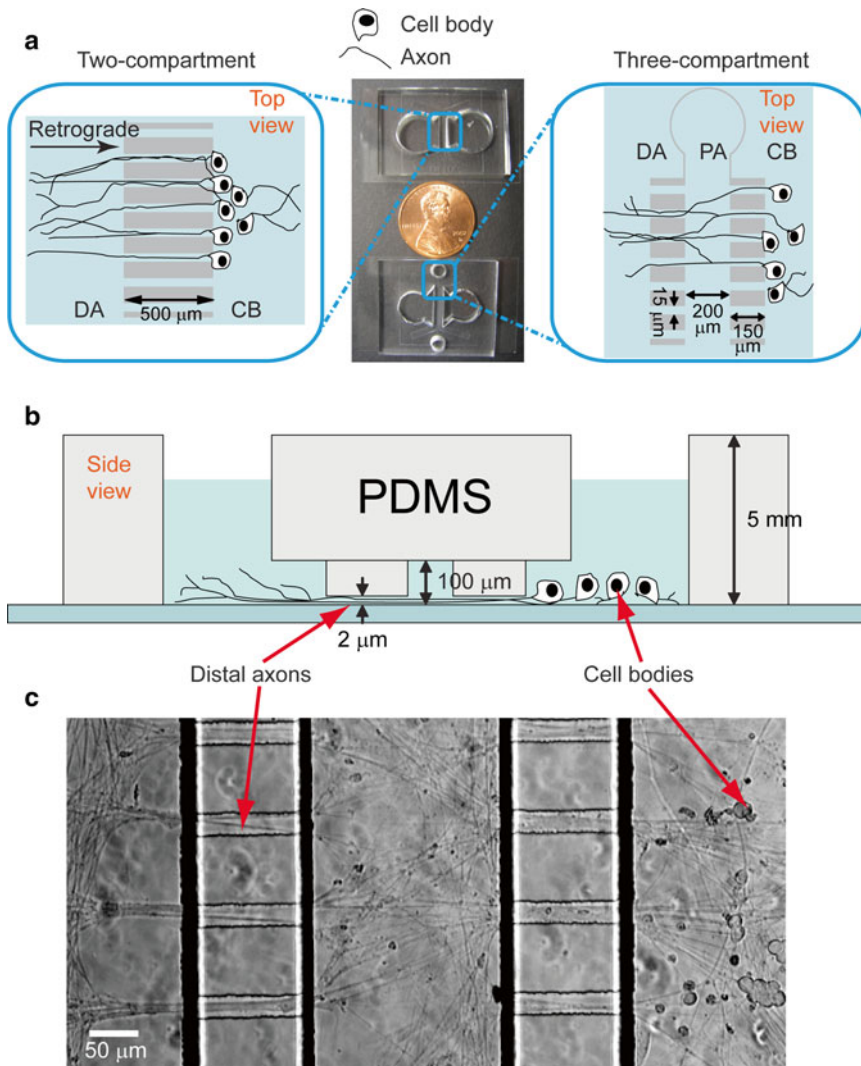 a
Cell body
Axon
Two-compartment
Three-compartment
Top view
Retrograde
DA
CB
500 μm
Top view
DA
PA
CB
15 μm
200 μm
150 μm
b
Side view
PDMS
5 mm
100 μm
2 μm
Distal axons
Cell bodies
c
50 μm